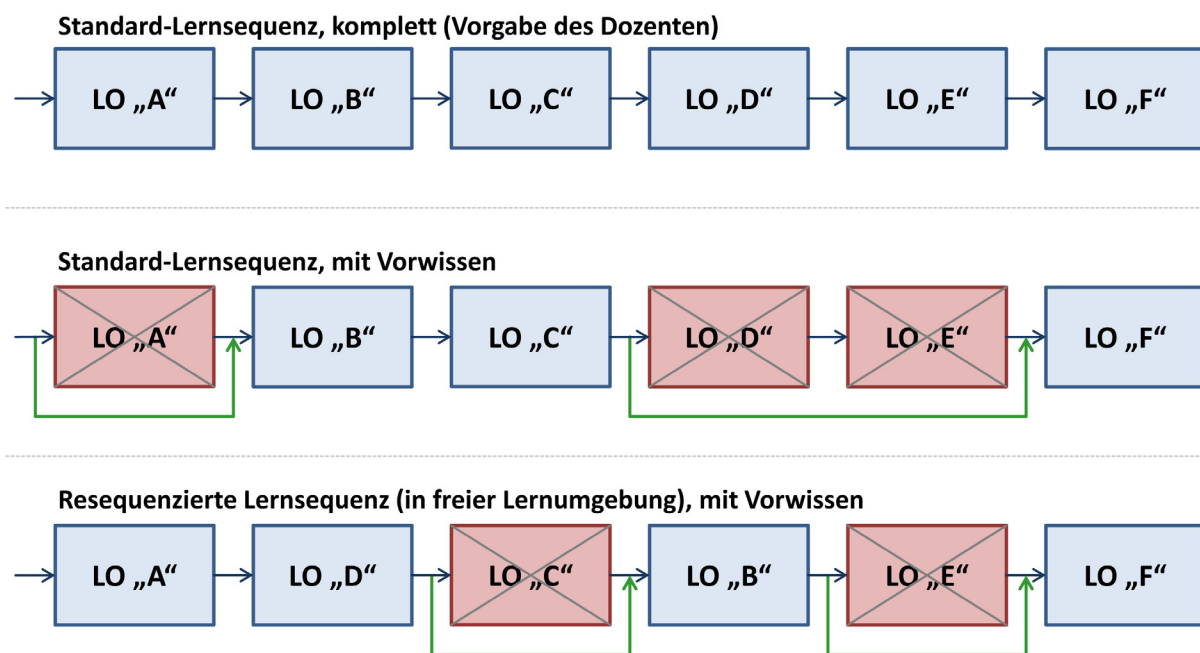 Standard-Lernsequenz, komplett (Vorgabe des Dozenten)
LO „A“ LO „B“ LO „C“ LO „D“ LO „E“ LO „F“
Standard-Lernsequenz, mit Vorwissen
LO „A“ LO „B“ LO „C“ LO „D“ LO „E“ LO „F“
Resequenzierte Lernsequenz (in freier Lernumgebung), mit Vorwissen
LO „A“ LO „D“ LO „C“ LO „B“ LO „E“ LO „F“